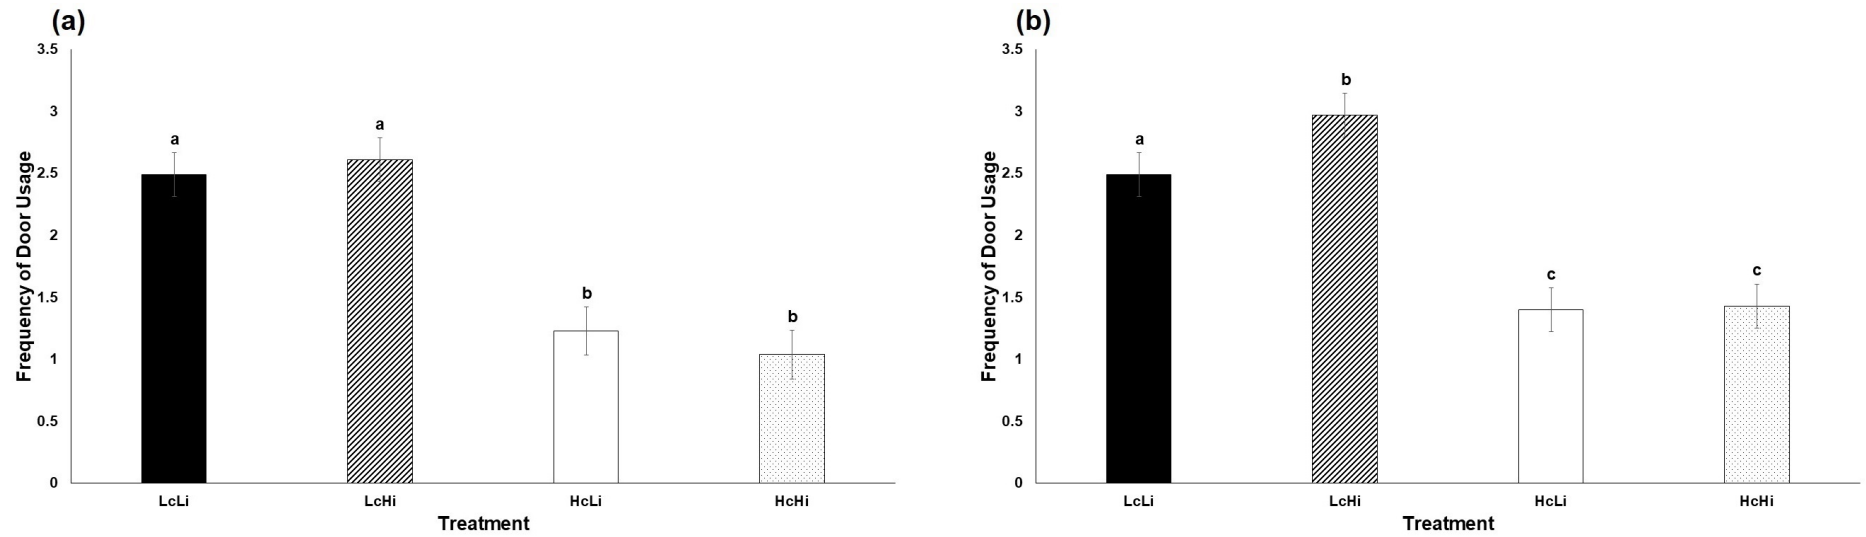 (a)
3.5
3
2.5
2
1.5
1
0.5
0
Frequency of Door Usage
a
a
b
b
LcLi LcHi HcLi HcHi
Treatment
(b)
3.5
3
2.5
2
1.5
1
0.5
0
Frequency of Door Usage
a
b
c
c
LcLi LcHi HcLi HcHi
Treatment